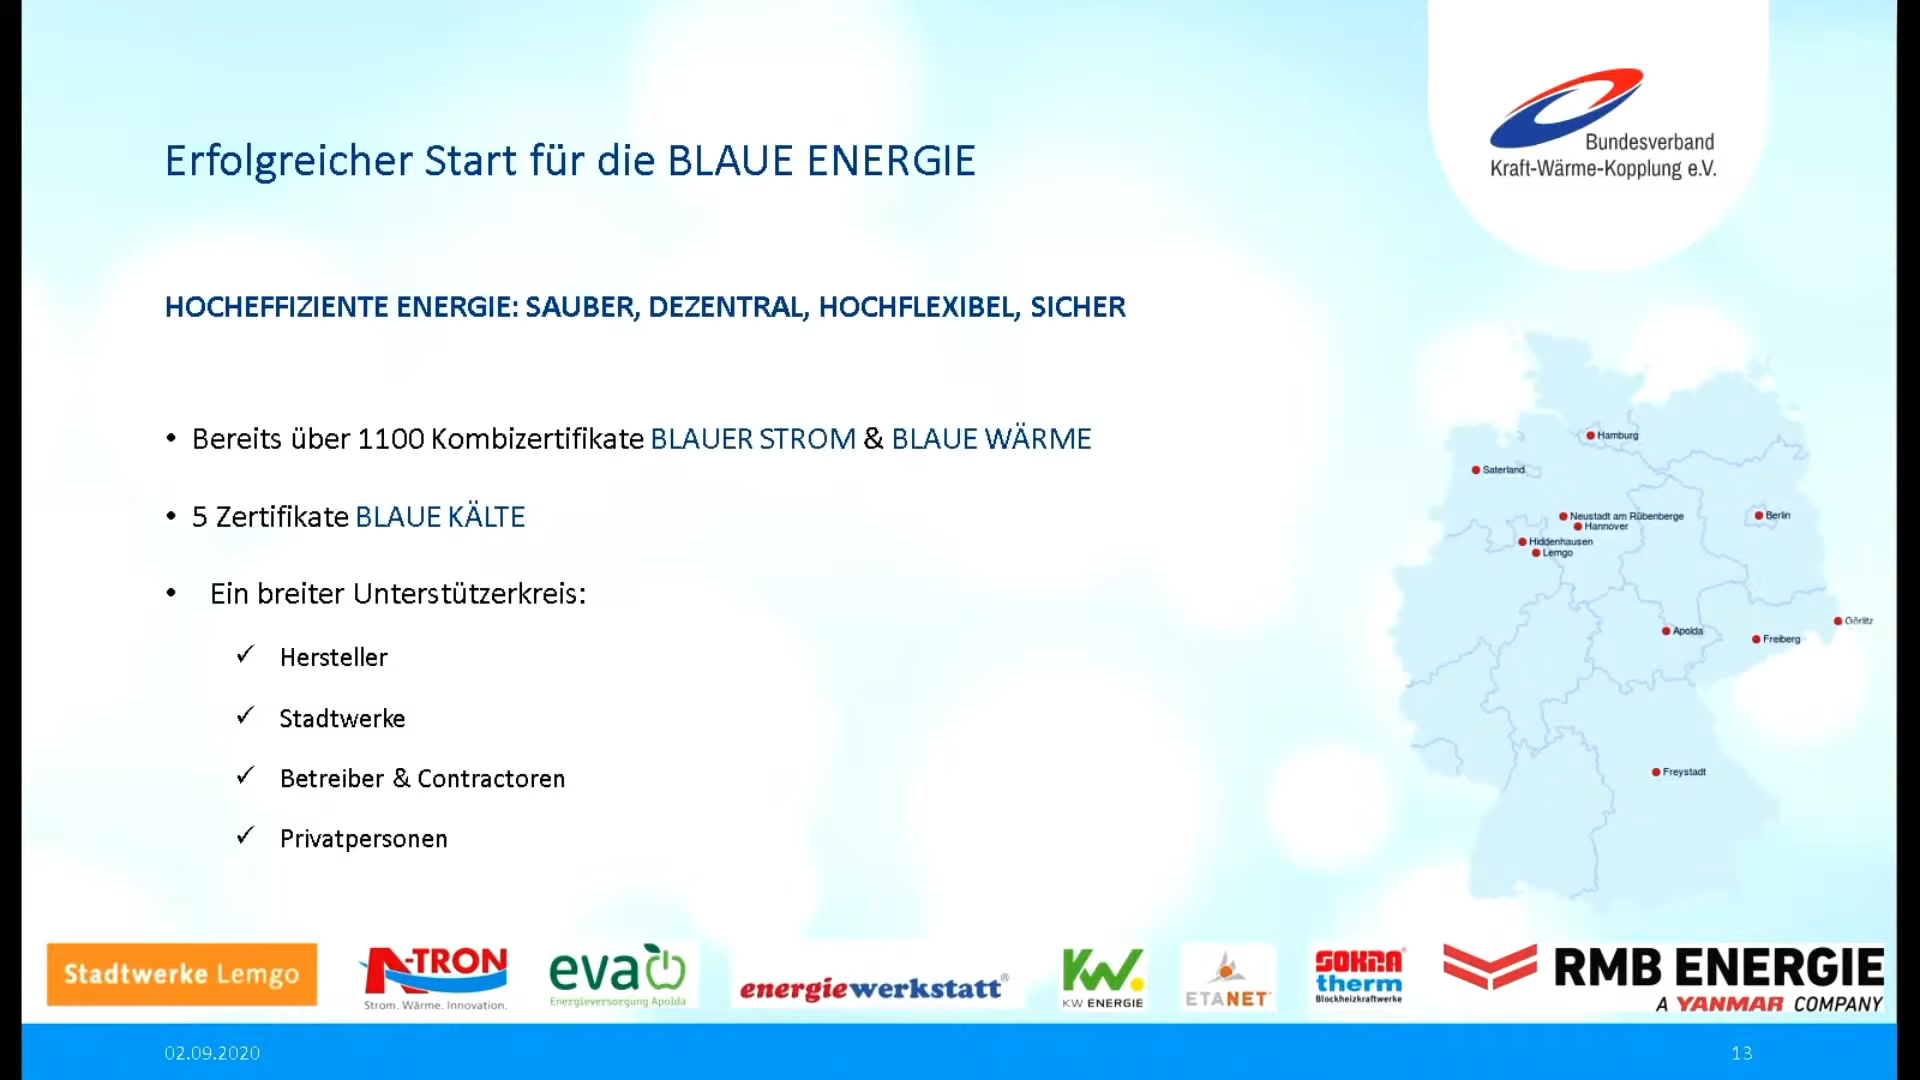 Bundesverband
Kraft-Wärme-Kopplung e.V.
Erfolgreicher Start für die BLAUE ENERGIE
HOCHEFFIZIENTE ENERGIE: SAUBER, DEZENTRAL, HOCHFLEXIBEL, SICHER
• Bereits über 1100 Kombizertifikate BLAUER STROM & BLAUE WÄRME
• 5 Zertifikate BLAUE KÄLTE
• Ein breiter Unterstützerkreis:
✓ Hersteller
✓ Stadtwerke
✓ Betreiber & Contractoren
✓ Privatpersonen
Hamburg
Saterland
Neustadt am Rübenberge
Hannover
Berlin
Hiddenhausen
Lemgo
Görlitz
Apolda
Freiberg
Freystadt
Stadtwerke Lemgo
A-TRON
Strom. Wärme. Innovation.
eva
Energieversorgung Apolda
energiewerkstatt®
KW.
KW ENERGIE
ETANET
SOKRA
therm
Blockheizkraftwerke
RMB ENERGIE
A YANMAR COMPANY
02.09.2020
13